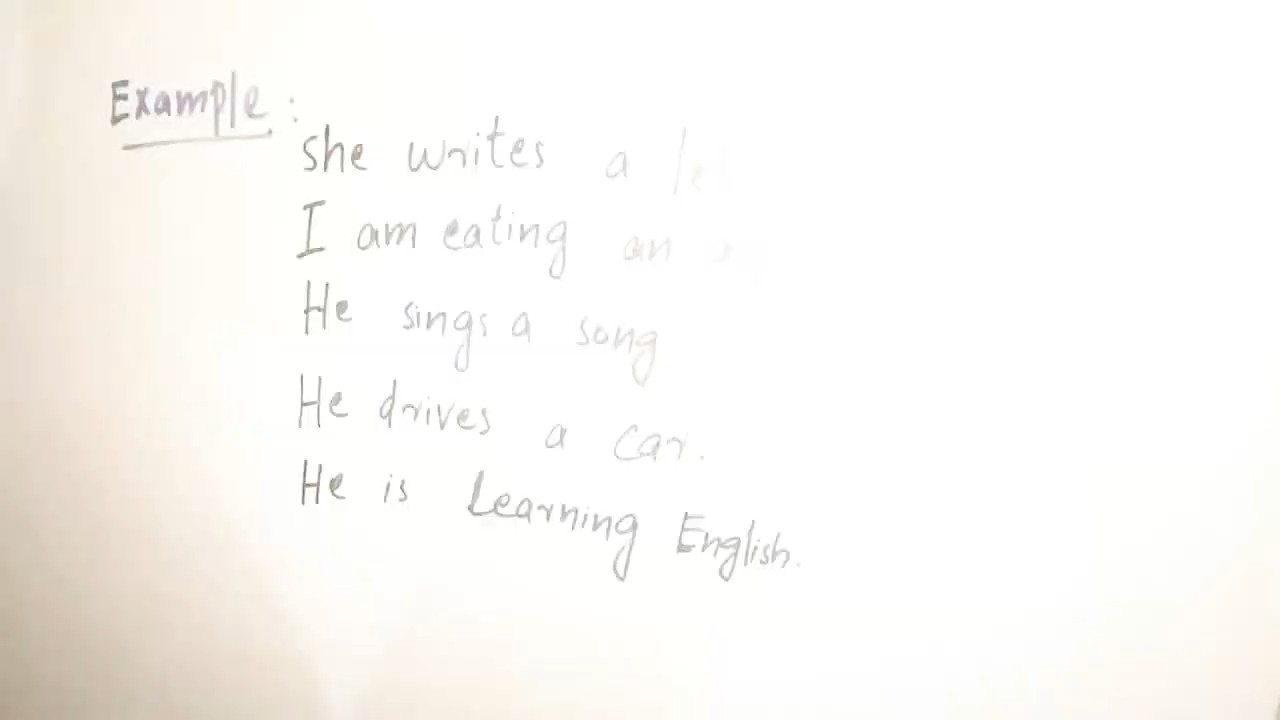 Example:
she writes a
I am eating an
He sings a song
He drives a car.
He is Learning English.